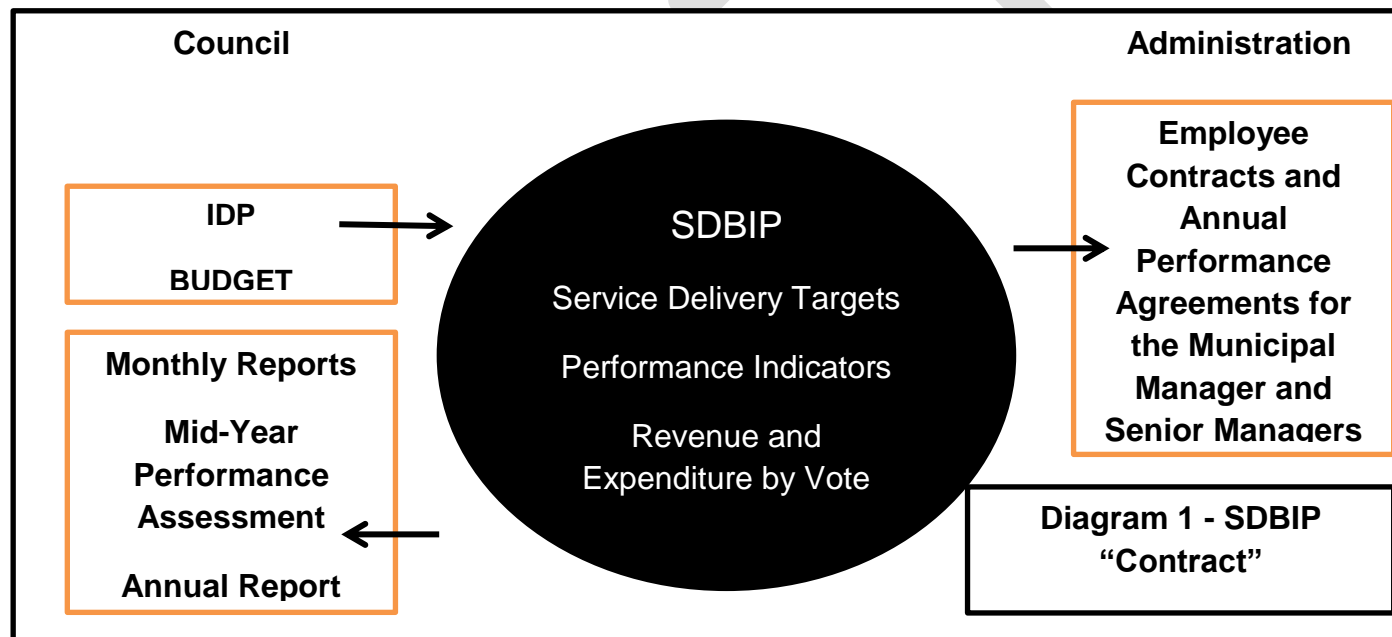 Council
Administration
IDP
BUDGET
Monthly Reports
Mid-Year
Performance
Assessment
Annual Report
SDBIP
Service Delivery Targets
Performance Indicators
Revenue and
Expenditure by Vote
Employee
Contracts and
Annual
Performance
Agreements for
the Municipal
Manager and
Senior Managers
Diagram 1 - SDBIP
“Contract”